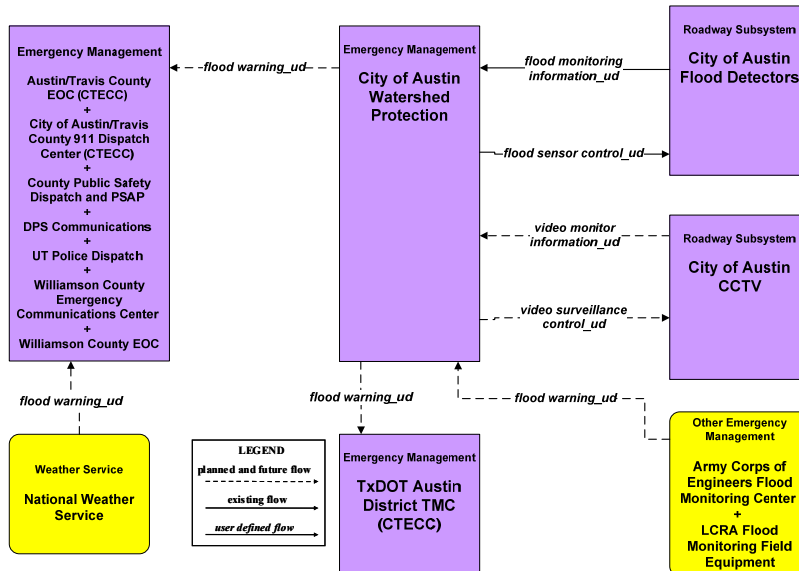 Emergency Management
Austin/Travis County
EOC (CTECC)
+
City of Austin/Travis
County 911 Dispatch
Center (CTECC)
+
County Public Safety
Dispatch and PSAP
+
DPS Communications
+
UT Police Dispatch
+
Williamson County
Emergency
Communications Center
+
Williamson County EOC
flood warning_ud
Emergency Management
City of Austin
Watershed
Protection
flood monitoring
information_ud
flood sensor control_ud
Roadway Subsystem
City of Austin
Flood Detectors
video monitor
information_ud
video surveillance
control_ud
Roadway Subsystem
City of Austin
CCTV
flood warning_ud
flood warning_ud
flood warning_ud
Weather Service
National Weather
Service
LEGEND
planned and future flow
existing flow
user defined flow
Emergency Management
TxDOT Austin
District TMC
(CTECC)
Other Emergency
Management
Army Corps of
Engineers Flood
Monitoring Center
+
LCRA Flood
Monitoring Field
Equipment